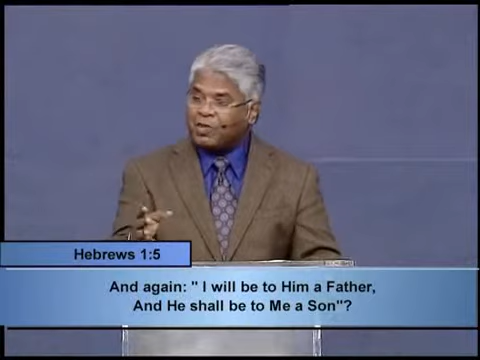 Hebrews 1:5
And again: " I will be to Him a Father,
And He shall be to Me a Son"?